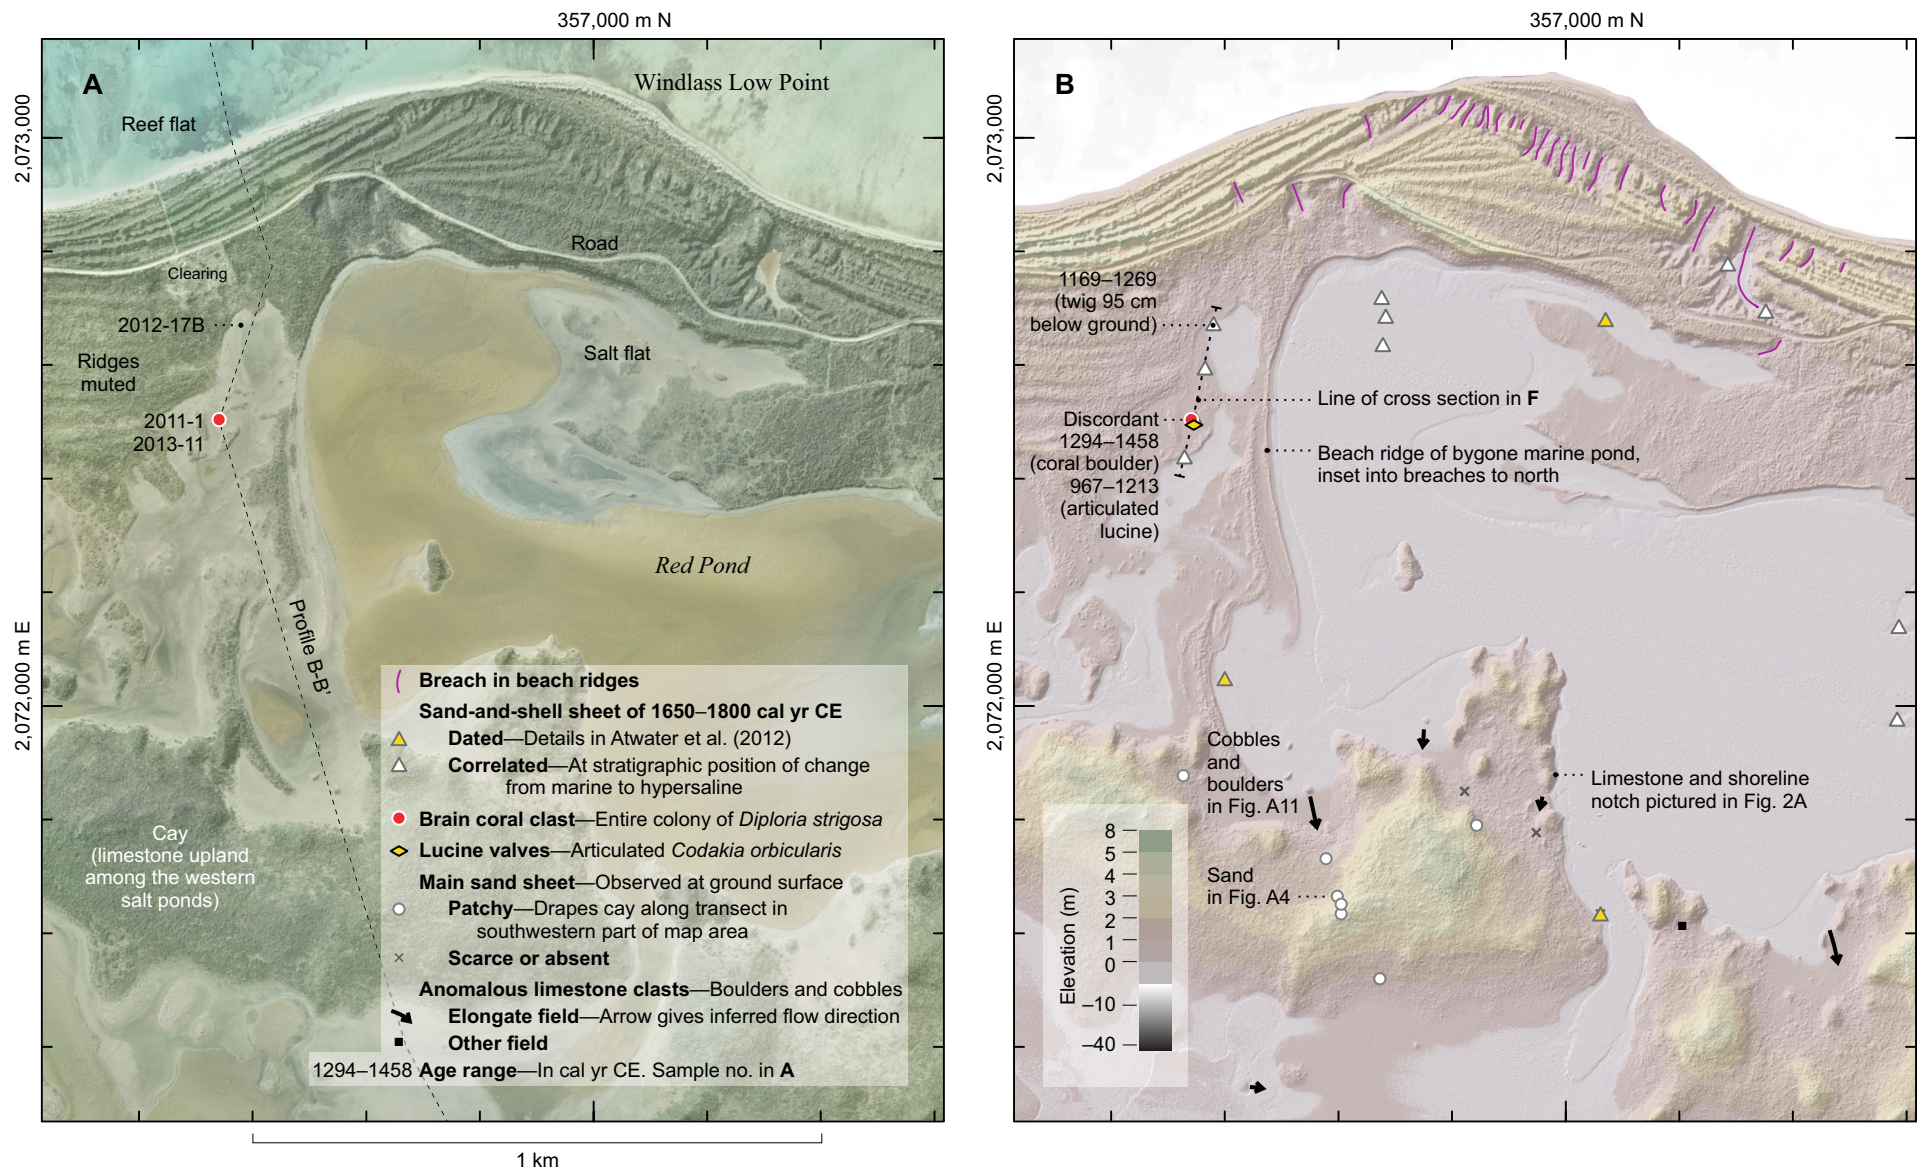 357,000 m N
A
Windlass Low Point
Reef flat
2,073,000
Road
Clearing
2012-17B
Ridges
muted
Salt flat
2011-1
2013-11
Red Pond
Profile B-B'
2,072,000 m E
Cay
(limestone upland
among the western
salt ponds)
Breach in beach ridges
Sand-and-shell sheet of 1650–1800 cal yr CE
Dated—Details in Atwater et al. (2012)
Correlated—At stratigraphic position of change
from marine to hypersaline
Brain coral clast—Entire colony of Diploria strigosa
Lucine valves—Articulated Codakia orbicularis
Main sand sheet—Observed at ground surface
Patchy—Drapes cay along transect in
southwestern part of map area
Scarce or absent
Anomalous limestone clasts—Boulders and cobbles
Elongate field—Arrow gives inferred flow direction
Other field
1294–1458 Age range—In cal yr CE. Sample no. in A
1 km
357,000 m N
B
2,073,000
1169–1269
(twig 95 cm
below ground)
Line of cross section in F
Discordant
1294–1458
(coral boulder)
967–1213
(articulated
lucine)
Beach ridge of bygone marine pond,
inset into breaches to north
2,072,000 m E
Cobbles
and
boulders
in Fig. A11
Limestone and shoreline
notch pictured in Fig. 2A
Sand
in Fig. A4
Elevation (m)
8
5
4
3
2
1
0
–10
–40